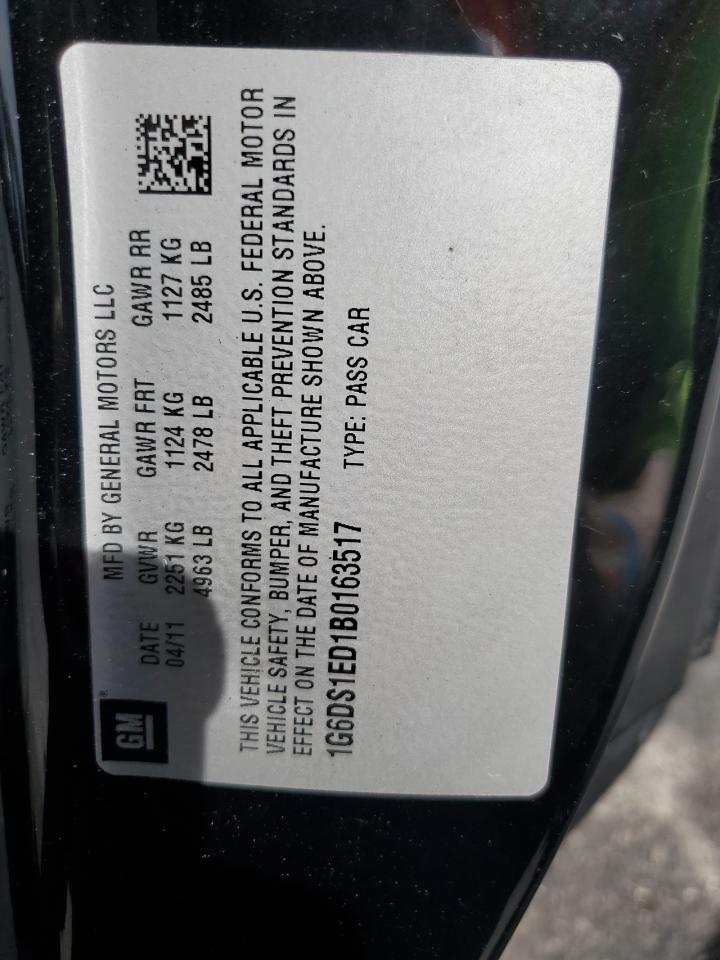 GM®
MFD BY GENERAL MOTORS LLC
DATE GVWR GAWR FRT GAWR RR
04/11 2251 KG 1124 KG 1127 KG
4963 LB 2478 LB 2485 LB
THIS VEHICLE CONFORMS TO ALL APPLICABLE U.S. FEDERAL MOTOR
VEHICLE SAFETY, BUMPER, AND THEFT PREVENTION STANDARDS IN
EFFECT ON THE DATE OF MANUFACTURE SHOWN ABOVE.
1G6DS1ED1B0163517 TYPE: PASS CAR